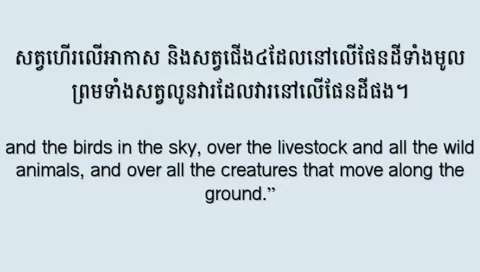 សត្វហើរលើអាកាស និងសត្វជើង៤ដែលនៅលើផែនដីទាំងមូល
ព្រមទាំងសត្វលូនវារដែលវារនៅលើផែនដីផង។
and the birds in the sky, over the livestock and all the wild
animals, and over all the creatures that move along the
ground.”